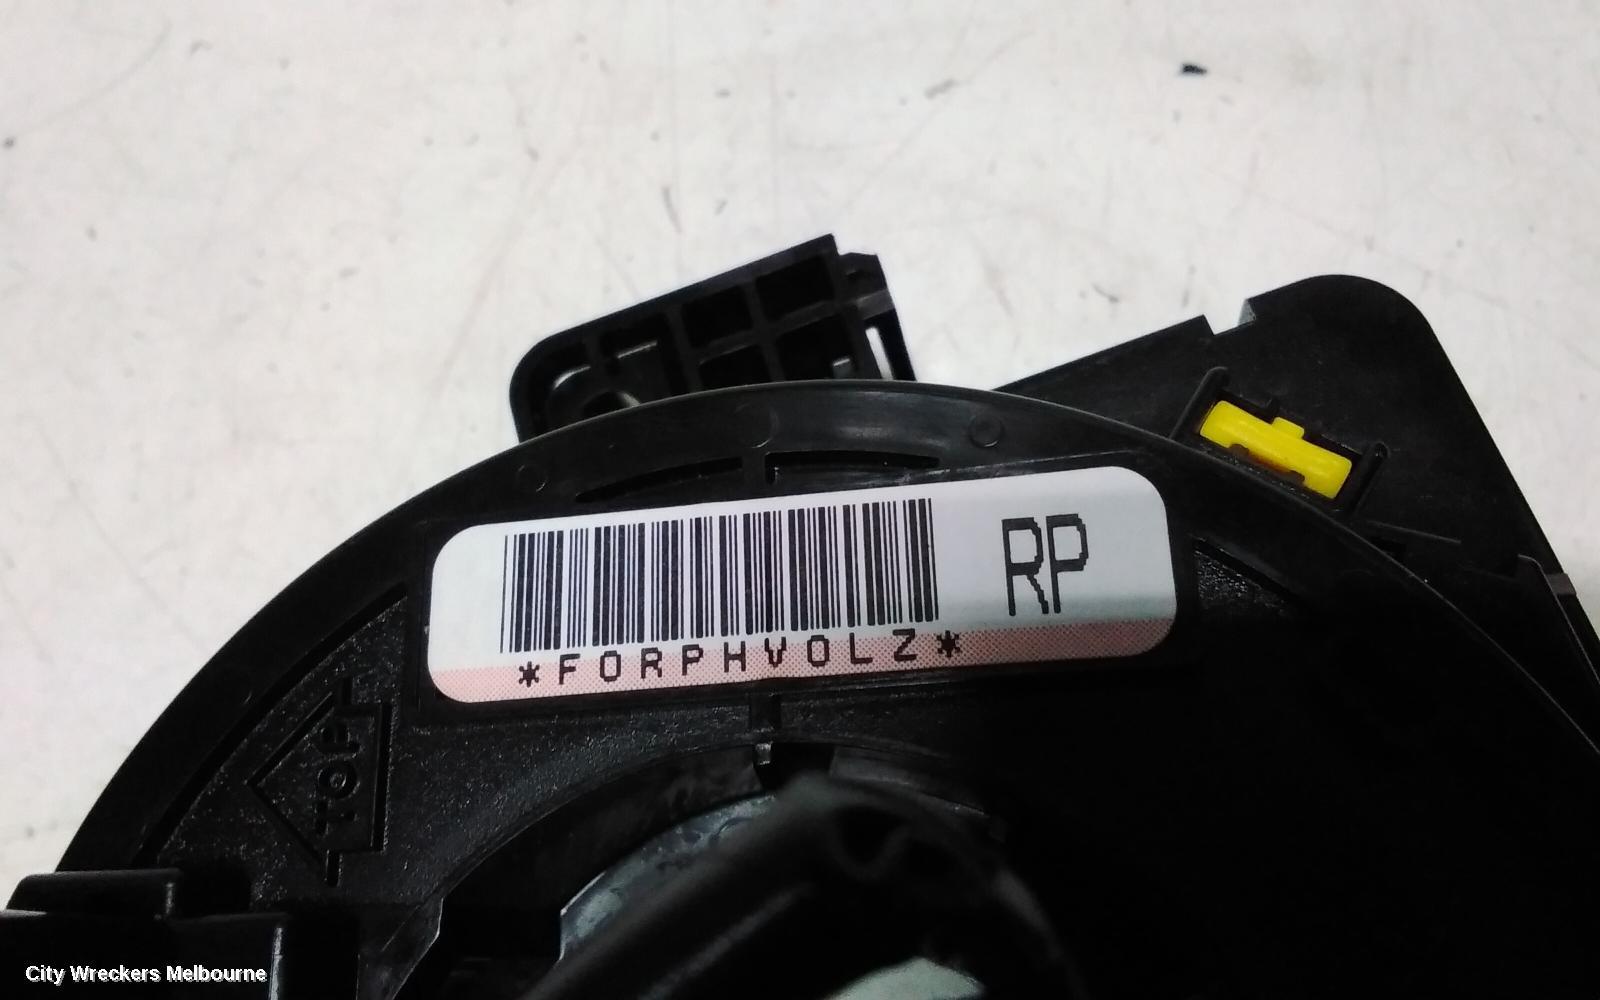 RP
*FORPHVOLZ*
TOP
City Wreckers Melbourne